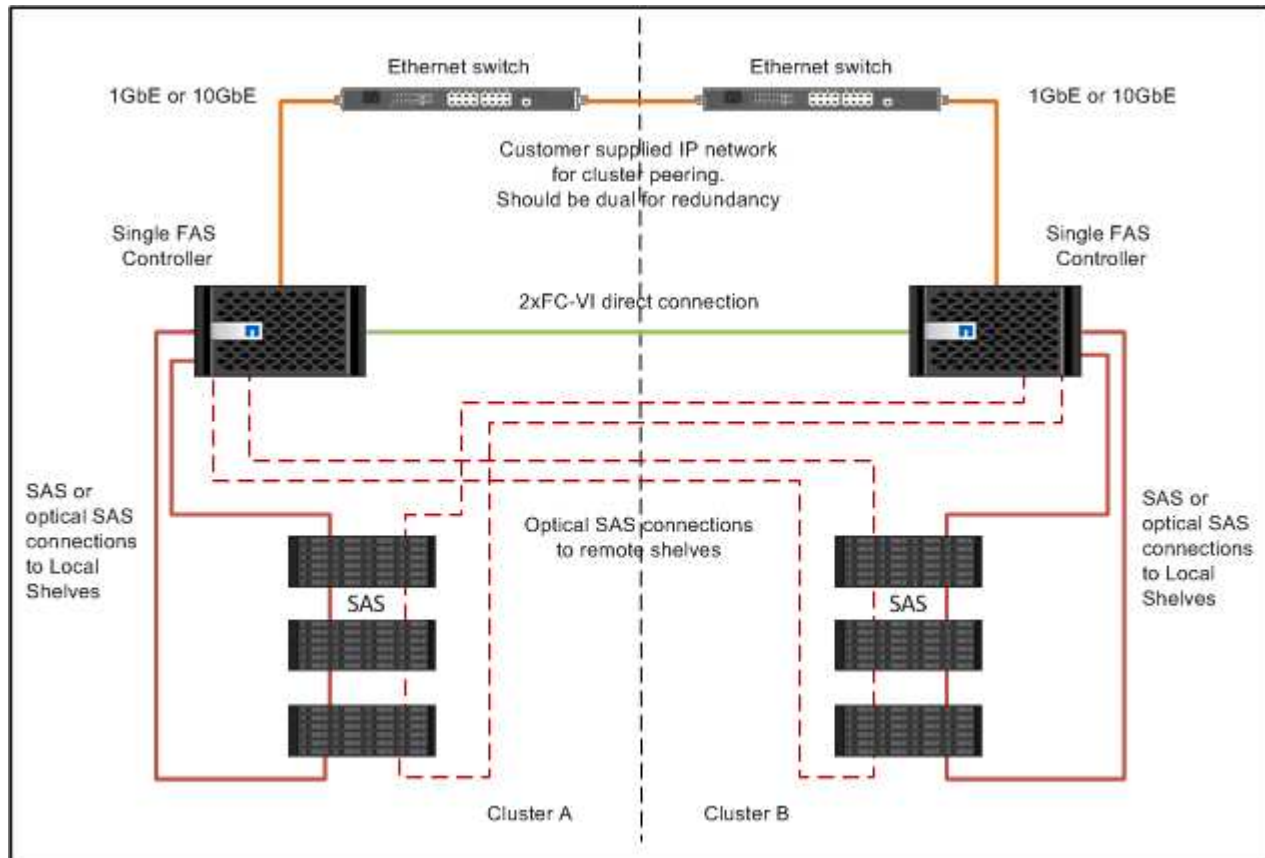 Ethernet switch
Ethernet switch
1GbE or 10GbE
1GbE or 10GbE
Customer supplied IP network
for cluster peering.
Should be dual for redundancy
Single FAS
Controller
Single FAS
Controller
2xFC-VI direct connection
SAS or
optical SAS
connections
to Local
Shelves
Optical SAS connections
to remote shelves
SAS or
optical SAS
connections
to Local
Shelves
SAS
SAS
Cluster A
Cluster B